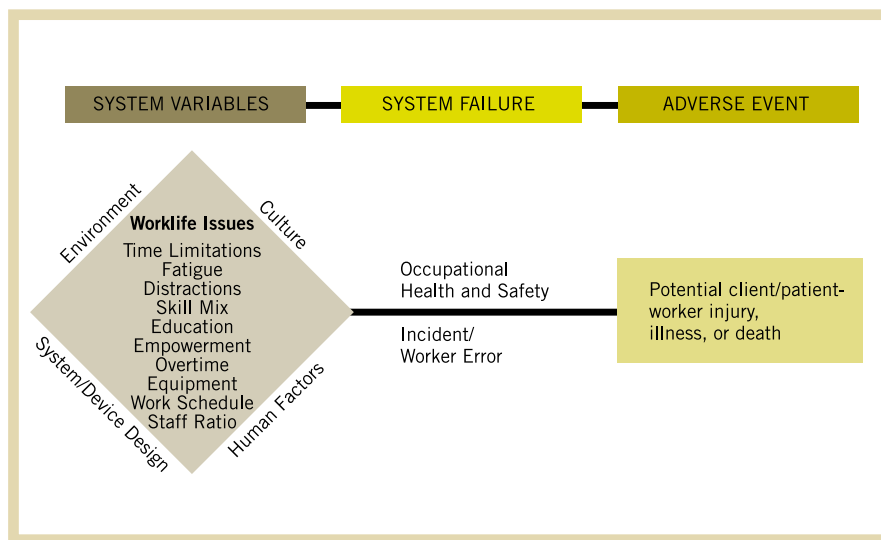 SYSTEM VARIABLES
SYSTEM FAILURE
ADVERSE EVENT
Environment
Culture
Worklife Issues
Time Limitations
Fatigue
Distractions
Skill Mix
Education
Empowerment
Overtime
Equipment
Work Schedule
Staff Ratio
System/Device Design
Human Factors
Occupational
Health and Safety
Incident/
Worker Error
Potential client/patient-
worker injury,
illness, or death